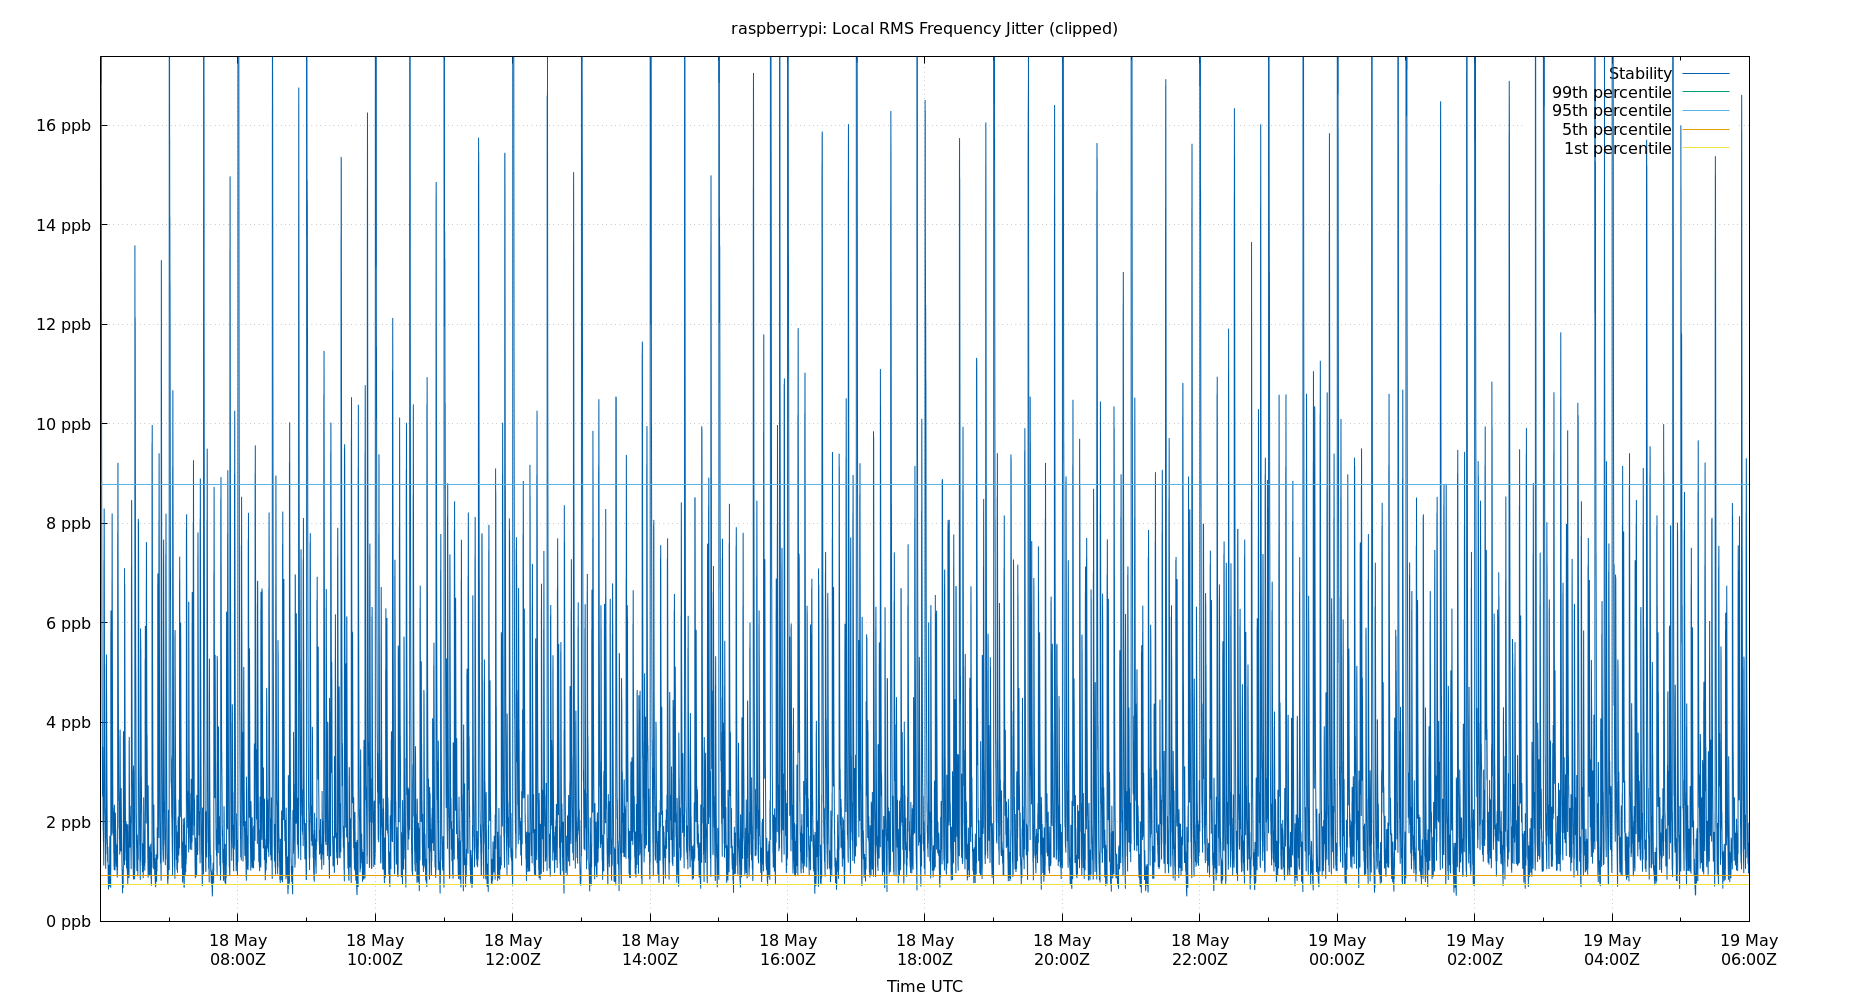 raspberrypi: Local RMS Frequency Jitter (clipped)
Stability
99th percentile
95th percentile
5th percentile
1st percentile
16 ppb
14 ppb
12 ppb
10 ppb
8 ppb
6 ppb
4 ppb
2 ppb
0 ppb
18 May 18 May 18 May 18 May 18 May 18 May 18 May 18 May 19 May 19 May 19 May 19 May
08:00Z 10:00Z 12:00Z 14:00Z 16:00Z 18:00Z 20:00Z 22:00Z 00:00Z 02:00Z 04:00Z 06:00Z
Time UTC